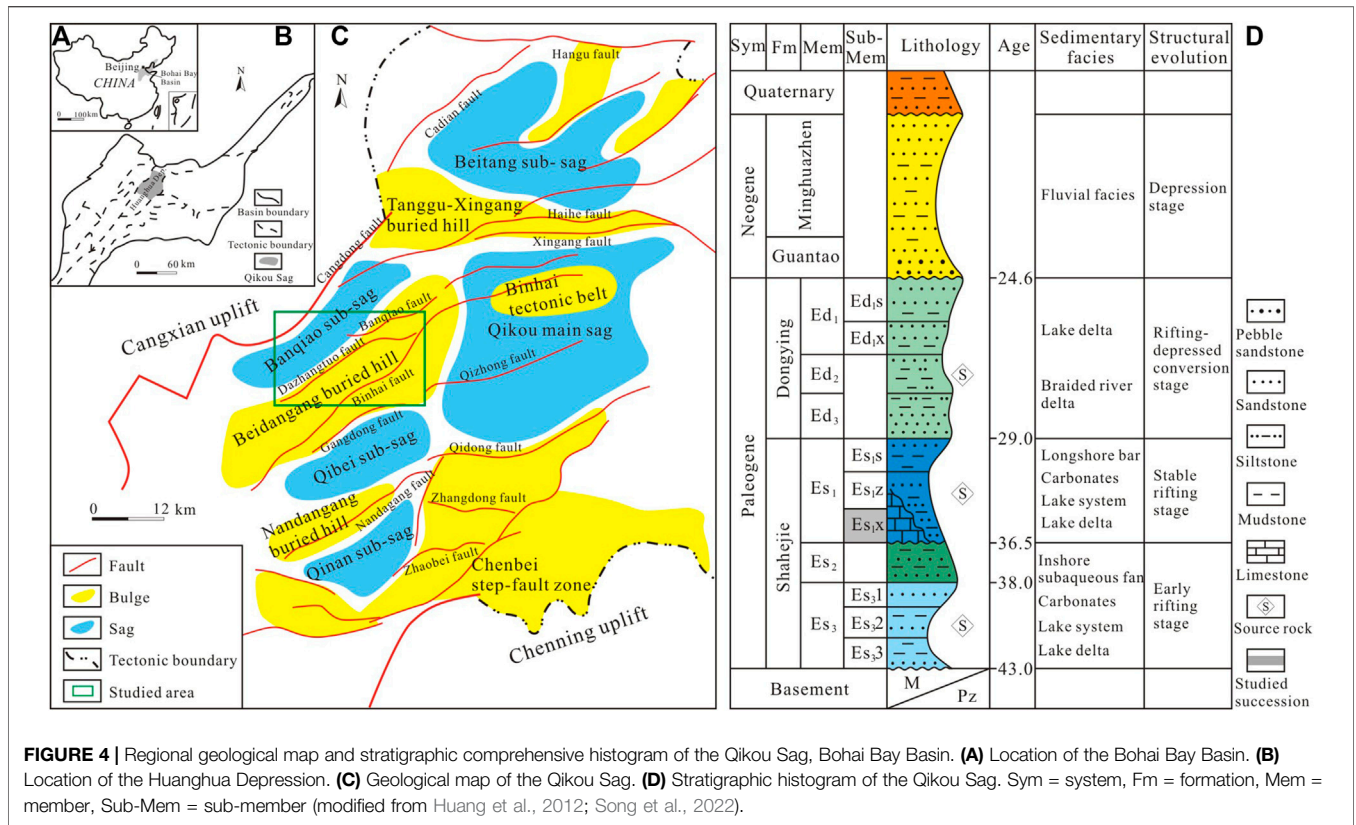 A
Beijing
CHINA
Bohai Bay
Basin
0 100km
B
N
Huanghua Dep.
Basin boundary
Tectonic boundary
Qikou Sag
0 60 km
C
N
Hangu fault
Cadian fault
Beitang sub- sag
Tanggu-Xingang
buried hill
Haihe fault
Xingang fault
Cangdong fault
Cangxian uplift
Banqiao sub-sag
Banqiao fault
Binhai
tectonic belt
Qikou main sag
Dazhangtuo fault
Beidangang buried hill
Binhai fault
Qizhong fault
Gangdong fault
Qibei sub-sag
Qidong fault
Nandangang
buried hill
Nandagang fault
Zhangdong fault
Qinan sub-sag
Zhaobei fault
Chenbei
step-fault zone
Chenning uplift
0 12 km
Fault
Bulge
Sag
Tectonic boundary
Studied area
D
Sym Fm Mem Sub-Mem Lithology Age Sedimentary facies Structural evolution
Quaternary
Neogene
Minghuazhen
Fluvial facies
Depression
stage
Guantao
24.6
Paleogene
Dongying
Ed₁
Ed₁s
Ed₁x
Ed₂
Ed₃
S
Lake delta
Braided river
delta
Rifting-
depressed
conversion
stage
29.0
Shahejie
Es₁
Es₁s
Es₁z
Es₁x
S
Longshore bar
Carbonates
Lake system
Lake delta
Stable
rifting
stage
36.5
Es₂
38.0
Es₃
Es₃1
Es₃2
Es₃3
S
Inshore
subaqueous fan
Carbonates
Lake system
Lake delta
Early
rifting
stage
43.0
Basement
M
Pz
Pebble
sandstone
Sandstone
Siltstone
Mudstone
Limestone
S
Source rock
Studied
succession
FIGURE 4 | Regional geological map and stratigraphic comprehensive histogram of the Qikou Sag, Bohai Bay Basin. (A) Location of the Bohai Bay Basin. (B)
Location of the Huanghua Depression. (C) Geological map of the Qikou Sag. (D) Stratigraphic histogram of the Qikou Sag. Sym = system, Fm = formation, Mem =
member, Sub-Mem = sub-member (modified from Huang et al., 2012; Song et al., 2022).